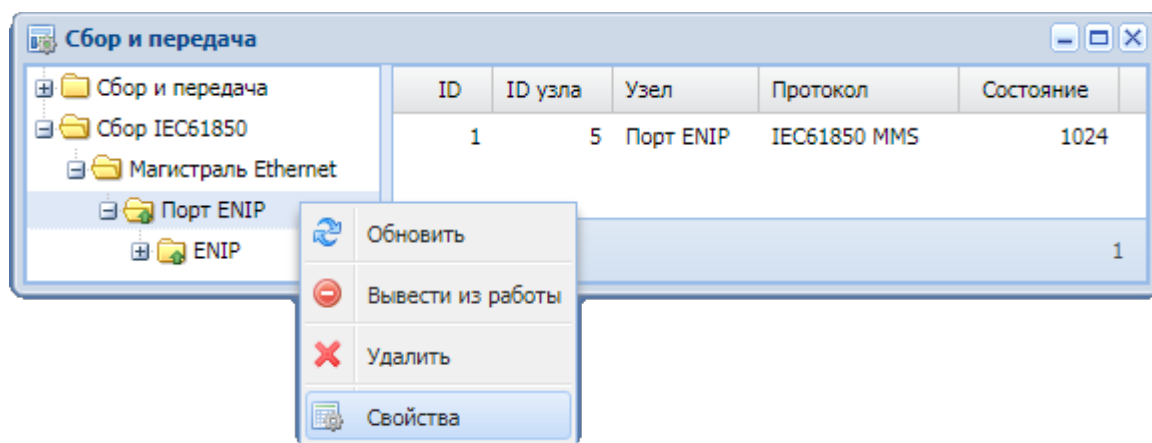 Сбор и передача
Сбор и передача
ID ID узла Узел Протокол Состояние
Сбор IEC61850
1 5 Порт ENIP IEC61850 MMS 1024
Магистраль Ethernet
Порт ENIP
ENIP
1
Обновить
Вывести из работы
Удалить
Свойства